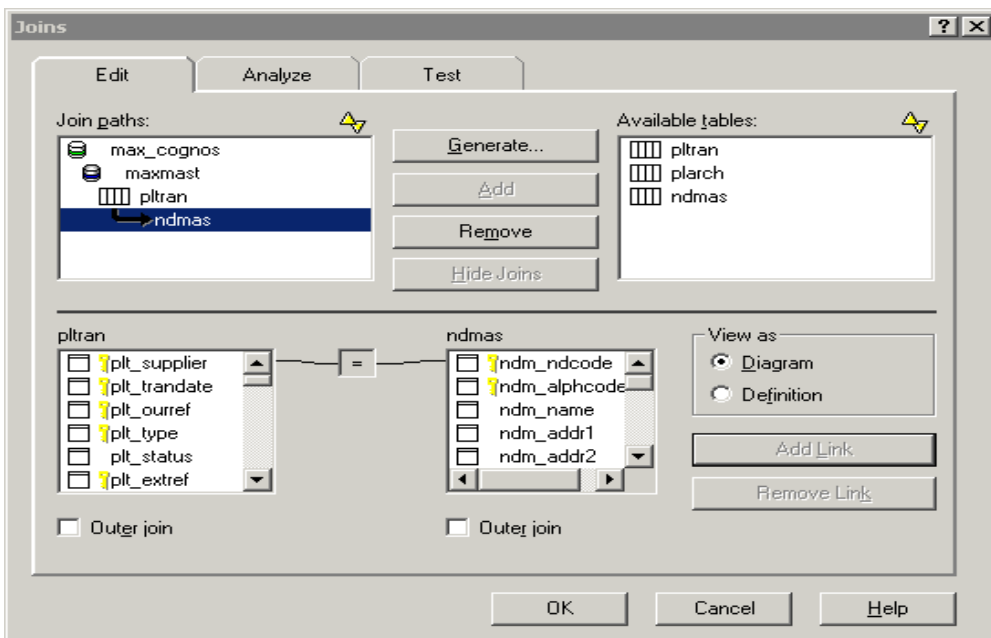 Joins
Edit
Analyze
Test
Join paths:
max_cognos
maxmast
pltran
ndmas
Generate...
Add
Remove
Hide Joins
Available tables:
pltran
plarch
ndmas
pltran
plt_supplier
plt_trandate
plt_ourref
plt_type
plt_status
plt_extref
=
ndmas
ndm_ndcode
ndm_alphcode
ndm_name
ndm_addr1
ndm_addr2
View as
Diagram
Definition
Add Link
Remove Link
Outer join
Outer join
OK
Cancel
Help